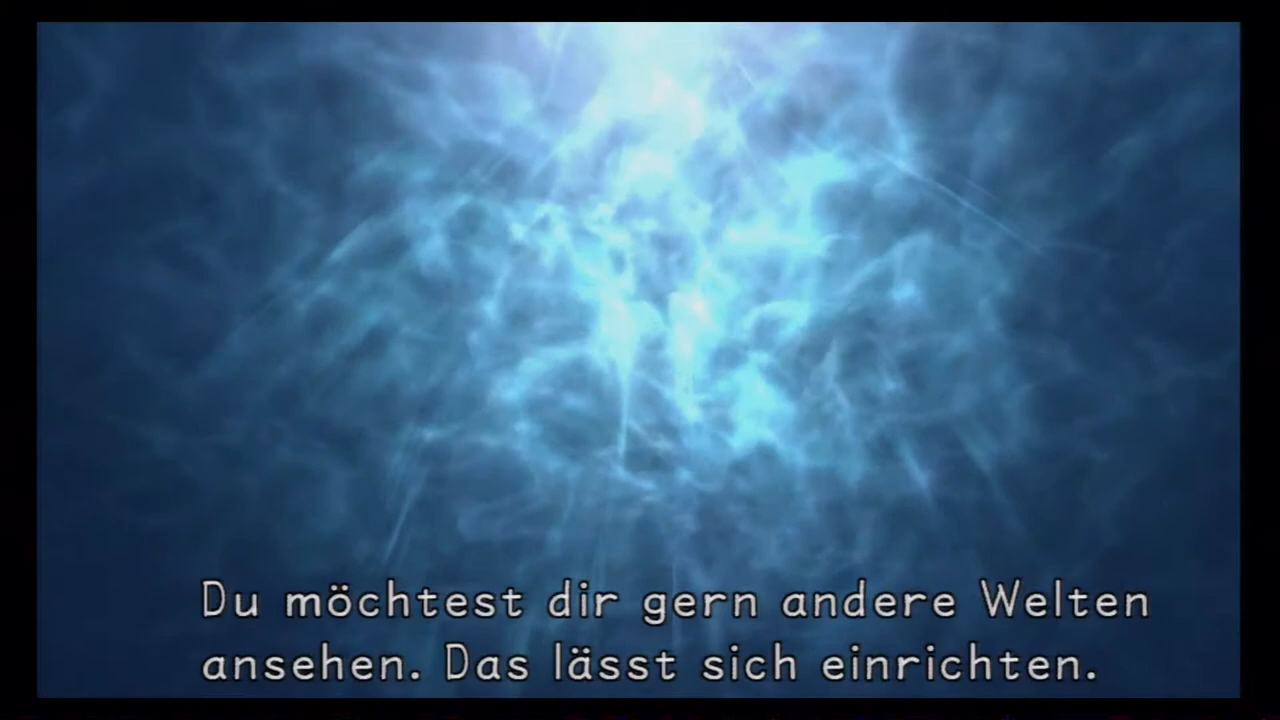 Du möchtest dir gern andere Welten
ansehen. Das lässt sich einrichten.